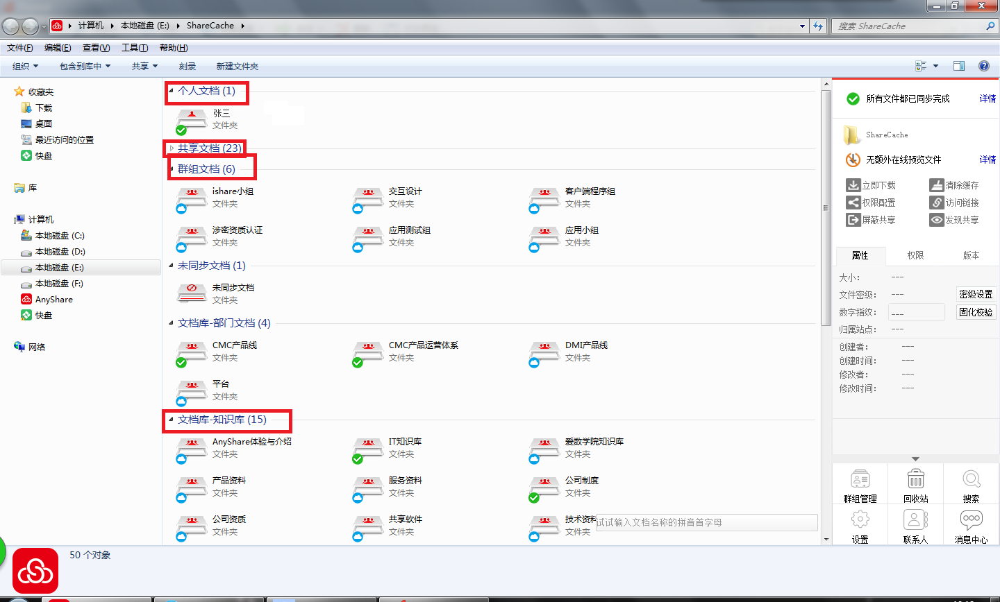 计算机 ▸ 本地磁盘 (E:) ▸ ShareCache ▸
搜索 ShareCache
文件(F) 编辑(E) 查看(V) 工具(T) 帮助(H)
组织 包含到库中 共享 刻录 新建文件夹
收藏夹
下载
桌面
最近访问的位置
快盘
库
计算机
本地磁盘 (C:)
本地磁盘 (D:)
本地磁盘 (E:)
本地磁盘 (F:)
AnyShare
快盘
网络
个人文档 (1)
张三
文件夹
共享文档 (23)
群组文档 (6)
ishare小组 交互设计 客户端程序组
文件夹 文件夹 文件夹
涉密资质认证 应用测试组 应用小组
文件夹 文件夹 文件夹
未同步文档 (1)
未同步文档
文件夹
文档库-部门文档 (4)
CMC产品线 CMC产品运营体系 DMI产品线
文件夹 文件夹 文件夹
平台
文件夹
文档库-知识库 (15)
AnyShare体验与介绍 IT知识库 爱数学院知识库
文件夹 文件夹 文件夹
产品资料 服务资料 公司制度
文件夹 文件夹 文件夹
公司资质 共享软件 技术资料
文件夹 文件夹 文件夹
试试输入文档名称的拼音首字母
所有文件都已同步完成 详情
ShareCache
无额外在线预览文件 详情
立即下载 清除缓存
权限配置 访问链接
屏蔽共享 发现共享
属性 权限 版本
大小: ---
文件密级: --- 密级设置
数字指纹: --- 固化校验
归属站点: ---
创建者: ---
创建时间: ---
修改者: ---
修改时间: ---
群组管理 回收站 搜索
设置 联系人 消息中心
50 个对象